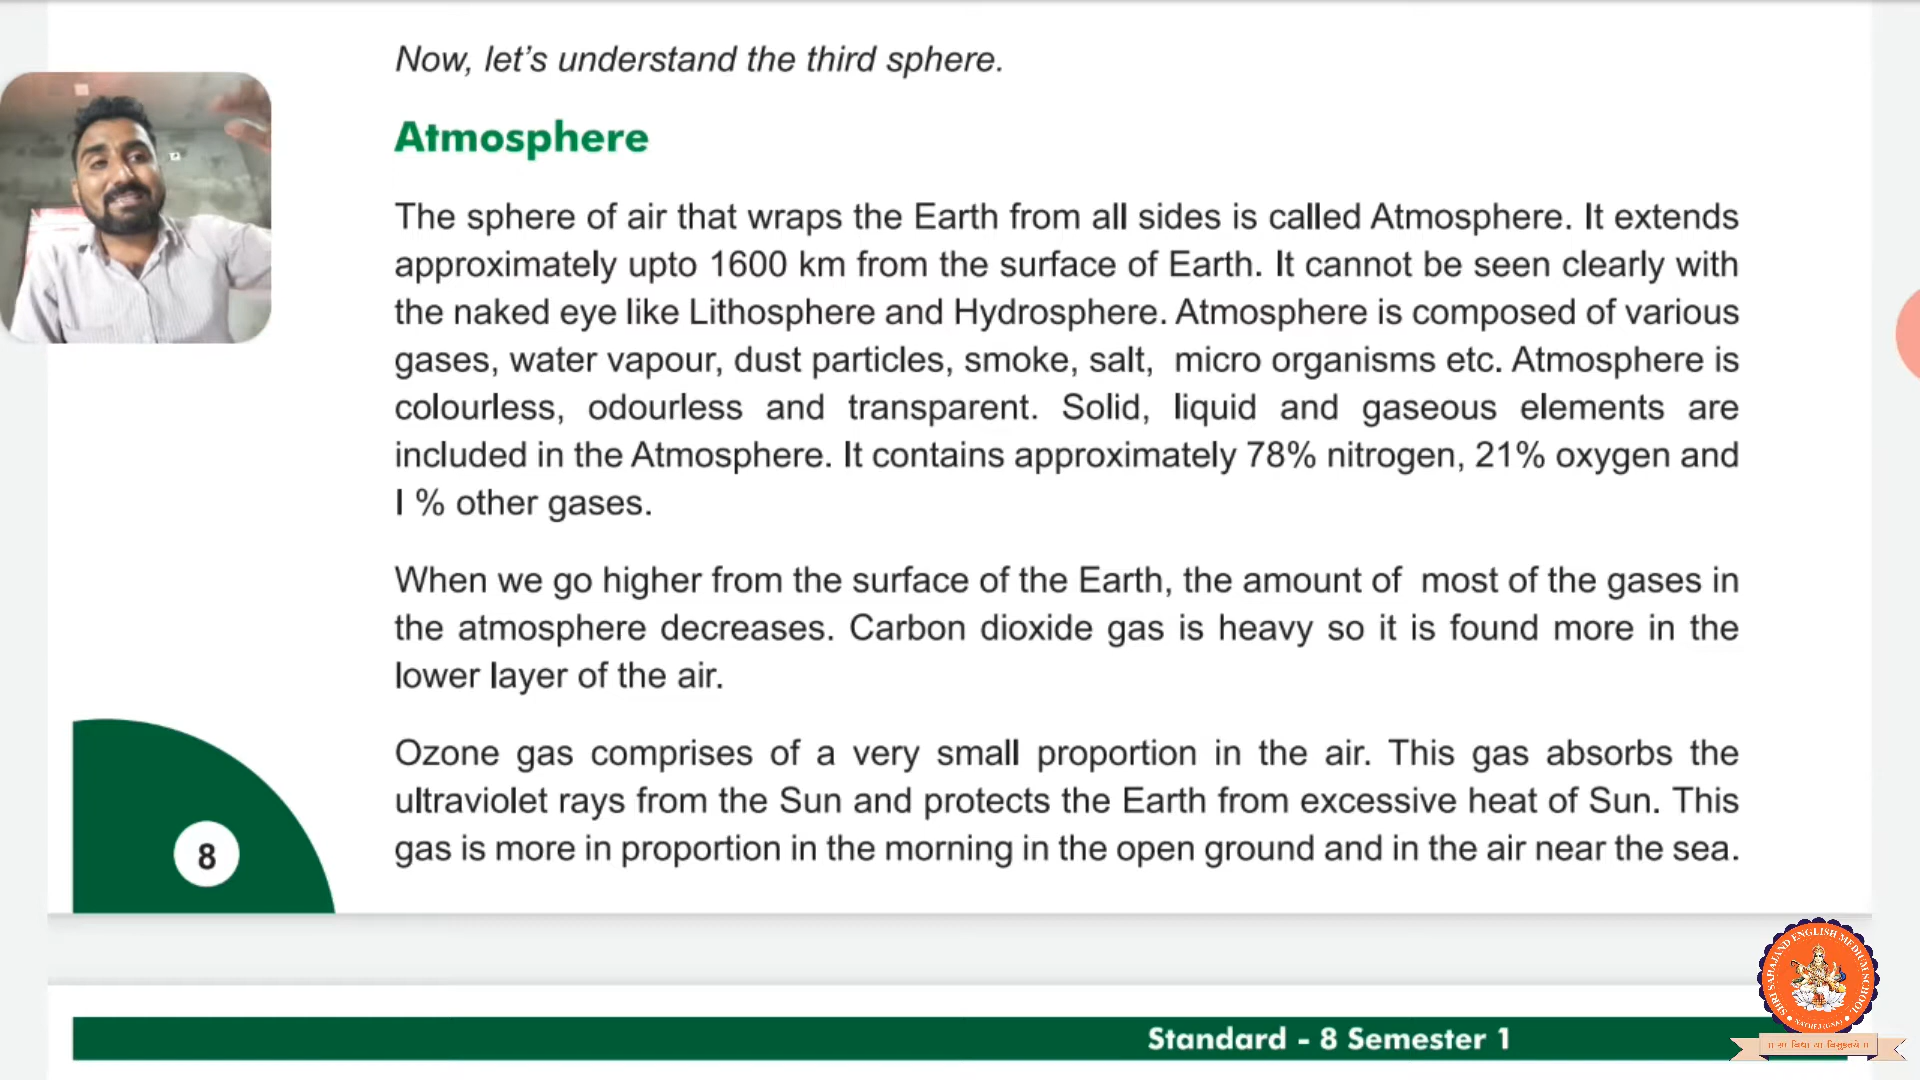 Now, let’s understand the third sphere.
Atmosphere
The sphere of air that wraps the Earth from all sides is called Atmosphere. It extends
approximately upto 1600 km from the surface of Earth. It cannot be seen clearly with
the naked eye like Lithosphere and Hydrosphere. Atmosphere is composed of various
gases, water vapour, dust particles, smoke, salt, micro organisms etc. Atmosphere is
colourless, odourless and transparent. Solid, liquid and gaseous elements are
included in the Atmosphere. It contains approximately 78% nitrogen, 21% oxygen and
I % other gases.
When we go higher from the surface of the Earth, the amount of most of the gases in
the atmosphere decreases. Carbon dioxide gas is heavy so it is found more in the
lower layer of the air.
Ozone gas comprises of a very small proportion in the air. This gas absorbs the
ultraviolet rays from the Sun and protects the Earth from excessive heat of Sun. This
gas is more in proportion in the morning in the open ground and in the air near the sea.
8
SHRI SAHAJANAND ENGLISH MEDIUM SCHOOL
Standard - 8 Semester 1